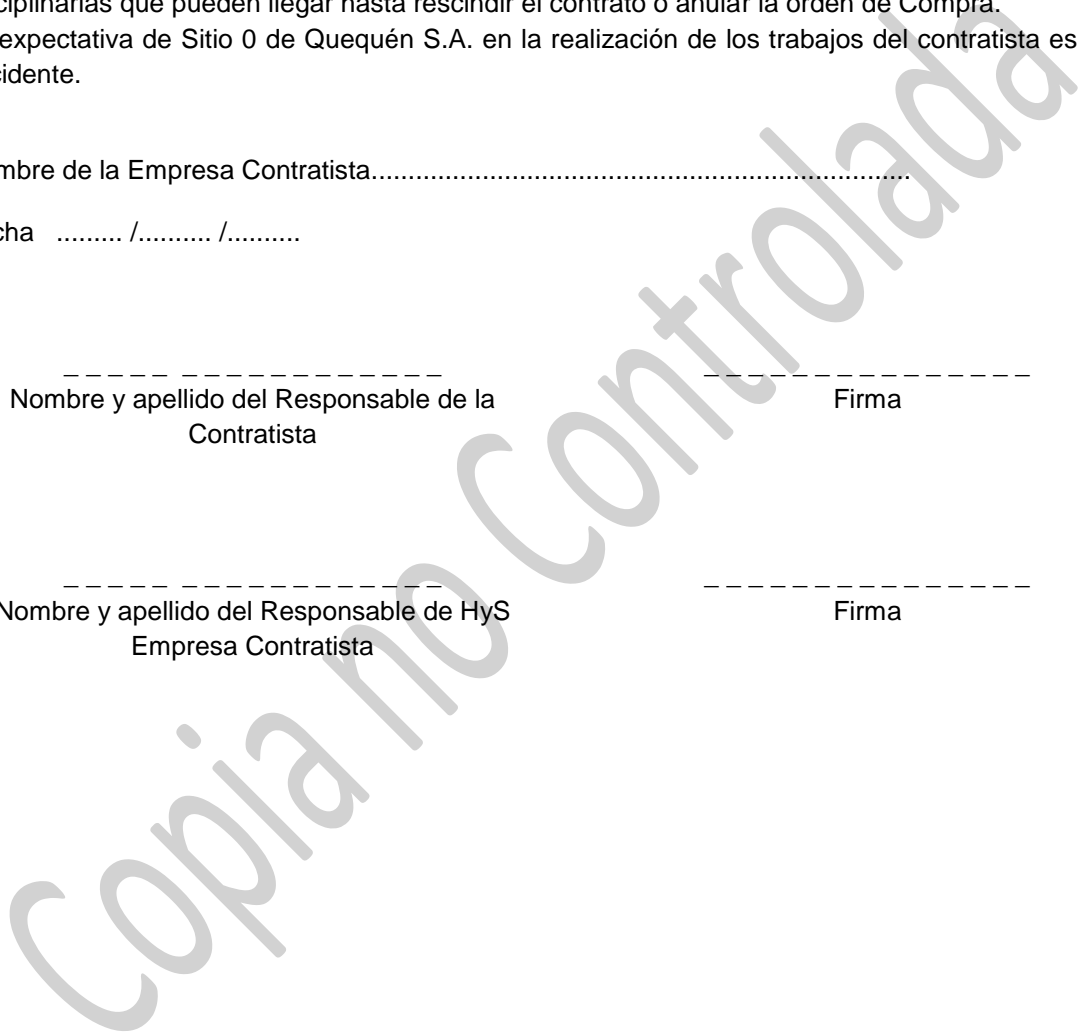 ciplinarias que pueden llegar hasta rescindir el contrato o anular la orden de Compra.
expectativa de Sitio 0 de Quequén S.A. en la realización de los trabajos del contratista es
cidente.
mbre de la Empresa Contratista.........................................................................
cha ......... /.......... /..........
_ _ _ _ _ _ _ _ _ _ _ _ _ _ _ _ _ _ _ _ _ _ _ _ _ _ _ _ _ _ _ _
Nombre y apellido del Responsable de la Firma
Contratista
_ _ _ _ _ _ _ _ _ _ _ _ _ _ _ _ _ _ _ _ _ _ _ _ _ _ _ _ _ _ _ _
Nombre y apellido del Responsable de HyS Firma
Empresa Contratista
Copia no Controlada